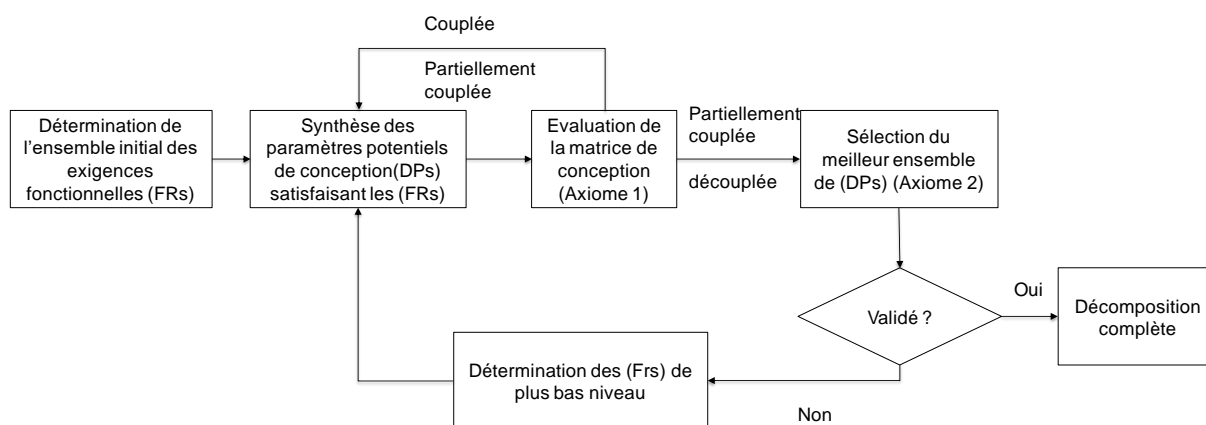 Couplée
Partiellement
couplée
Détermination de
l'ensemble initial des
exigences
fonctionnelles (FRs)
Synthèse des
paramètres potentiels
de conception(DPs)
satisfaisant les (FRs)
Evaluation de
la matrice de
conception
(Axiome 1)
Partiellement
couplée
découplée
Sélection du
meilleur ensemble
de (DPs) (Axiome 2)
Validé ?
Oui
Décomposition
complète
Détermination des (Frs) de
plus bas niveau
Non